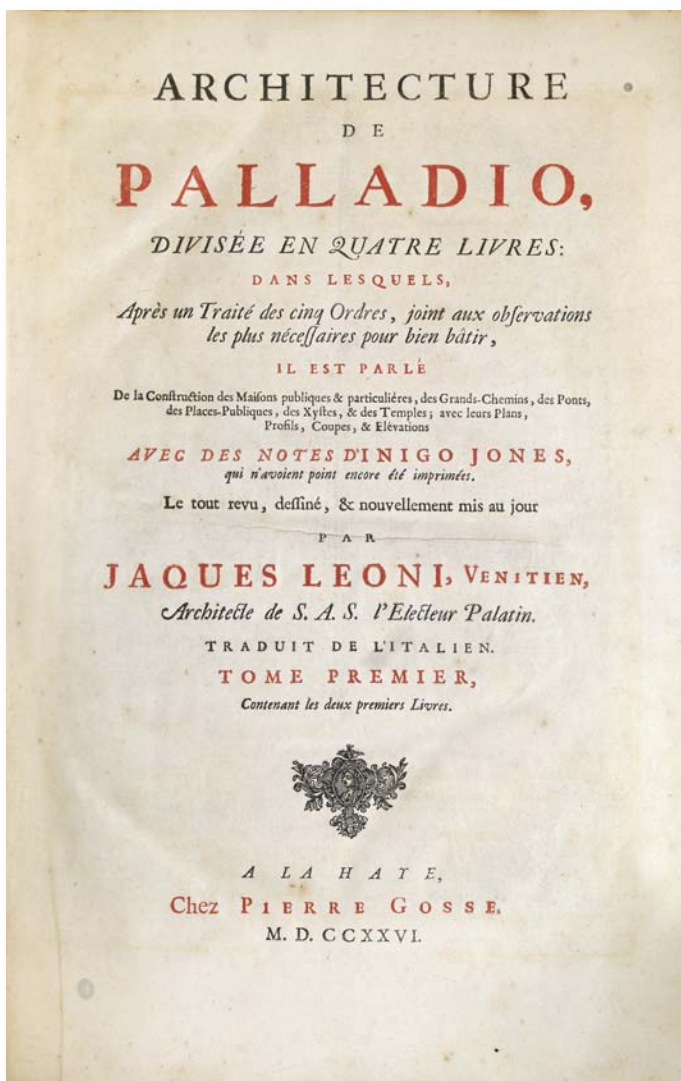 ARCHITECTURE
DE
PALLADIO,
DIVISÉE EN QUATRE LIVRES:
DANS LESQUELS,
Après un Traité des cinq Ordres, joint aux obſervations
les plus néceſſaires pour bien bâtir,
IL EST PARLÉ
De la Conſtruction des Maiſons publiques & particuliéres, des Grands-Chemins, des Ponts,
des Places-Publiques, des Xyſtes, & des Temples; avec leurs Plans,
Profils, Coupes, & Elévations
AVEC DES NOTES D'INIGO JONES,
qui n'avoient point encore été imprimées.
Le tout revu, deſſiné, & nouvellement mis au jour
PAR
JAQUES LEONI, VENITIEN,
Architecte de S. A. S. l'Electeur Palatin.
TRADUIT DE L'ITALIEN.
TOME PREMIER,
Contenant les deux premiers Livres.
A LA HAYE,
Chez PIERRE GOSSE.
M. D. CCXXVI.